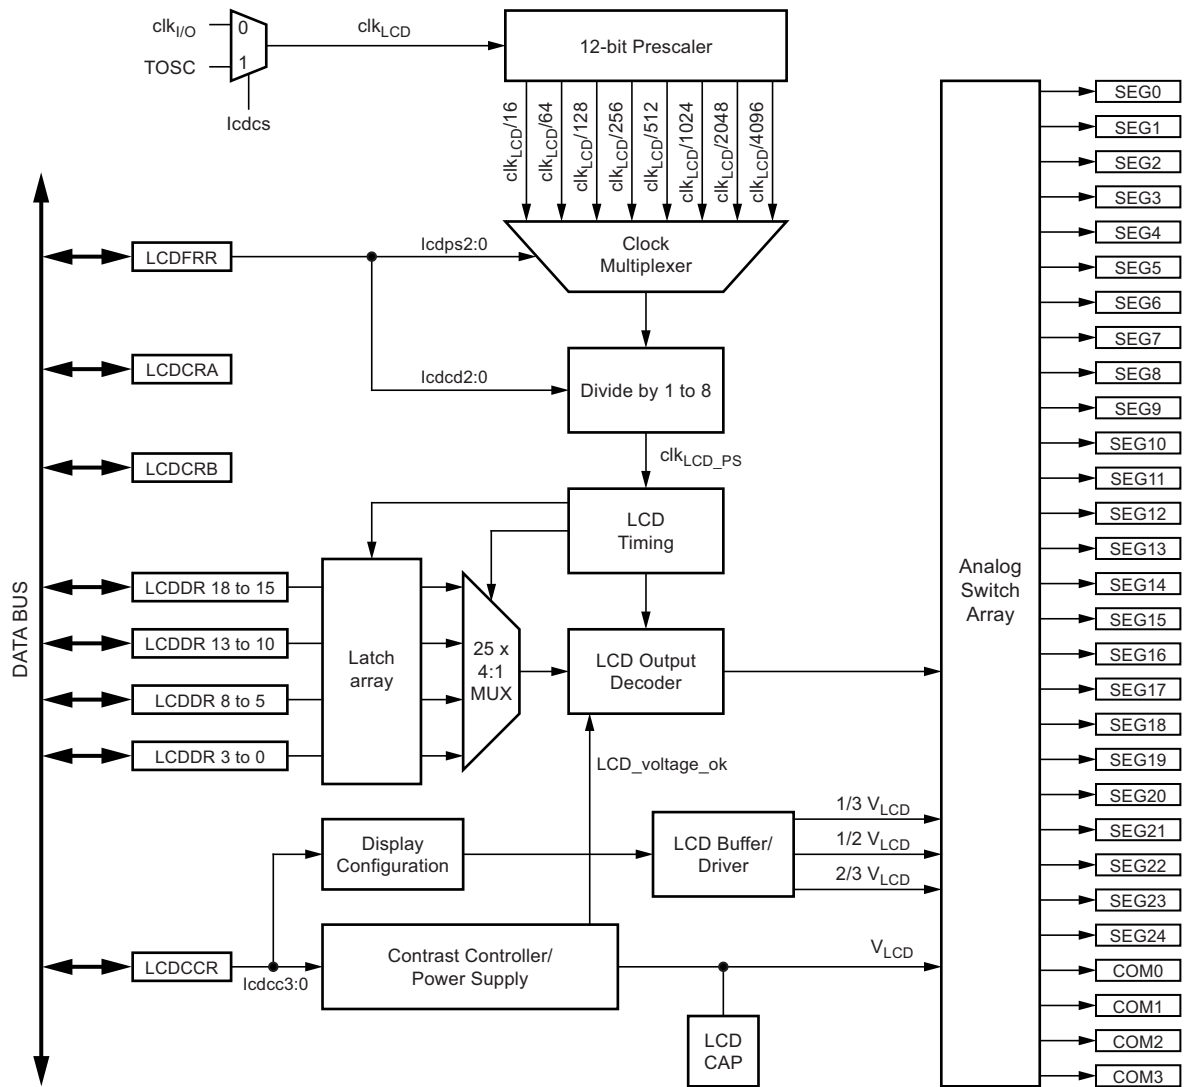 clkI/O
0
clkLCD
12-bit Prescaler
TOSC
1
lcdcs
clkLCD/16
clkLCD/64
clkLCD/128
clkLCD/256
clkLCD/512
clkLCD/1024
clkLCD/2048
clkLCD/4096
LCDFRR
lcdps2:0
Clock
Multiplexer
LCDCRA
lcdcd2:0
Divide by 1 to 8
LCDCRB
clkLCD_PS
LCD
Timing
DATA BUS
LCDDR 18 to 15
LCDDR 13 to 10
LCDDR 8 to 5
LCDDR 3 to 0
Latch
array
25 x
4:1
MUX
LCD Output
Decoder
LCD_voltage_ok
Display
Configuration
LCD Buffer/
Driver
1/3 VLCD
1/2 VLCD
2/3 VLCD
LCDCCR
lcdcc3:0
Contrast Controller/
Power Supply
VLCD
LCD
CAP
Analog
Switch
Array
SEG0
SEG1
SEG2
SEG3
SEG4
SEG5
SEG6
SEG7
SEG8
SEG9
SEG10
SEG11
SEG12
SEG13
SEG14
SEG15
SEG16
SEG17
SEG18
SEG19
SEG20
SEG21
SEG22
SEG23
SEG24
COM0
COM1
COM2
COM3